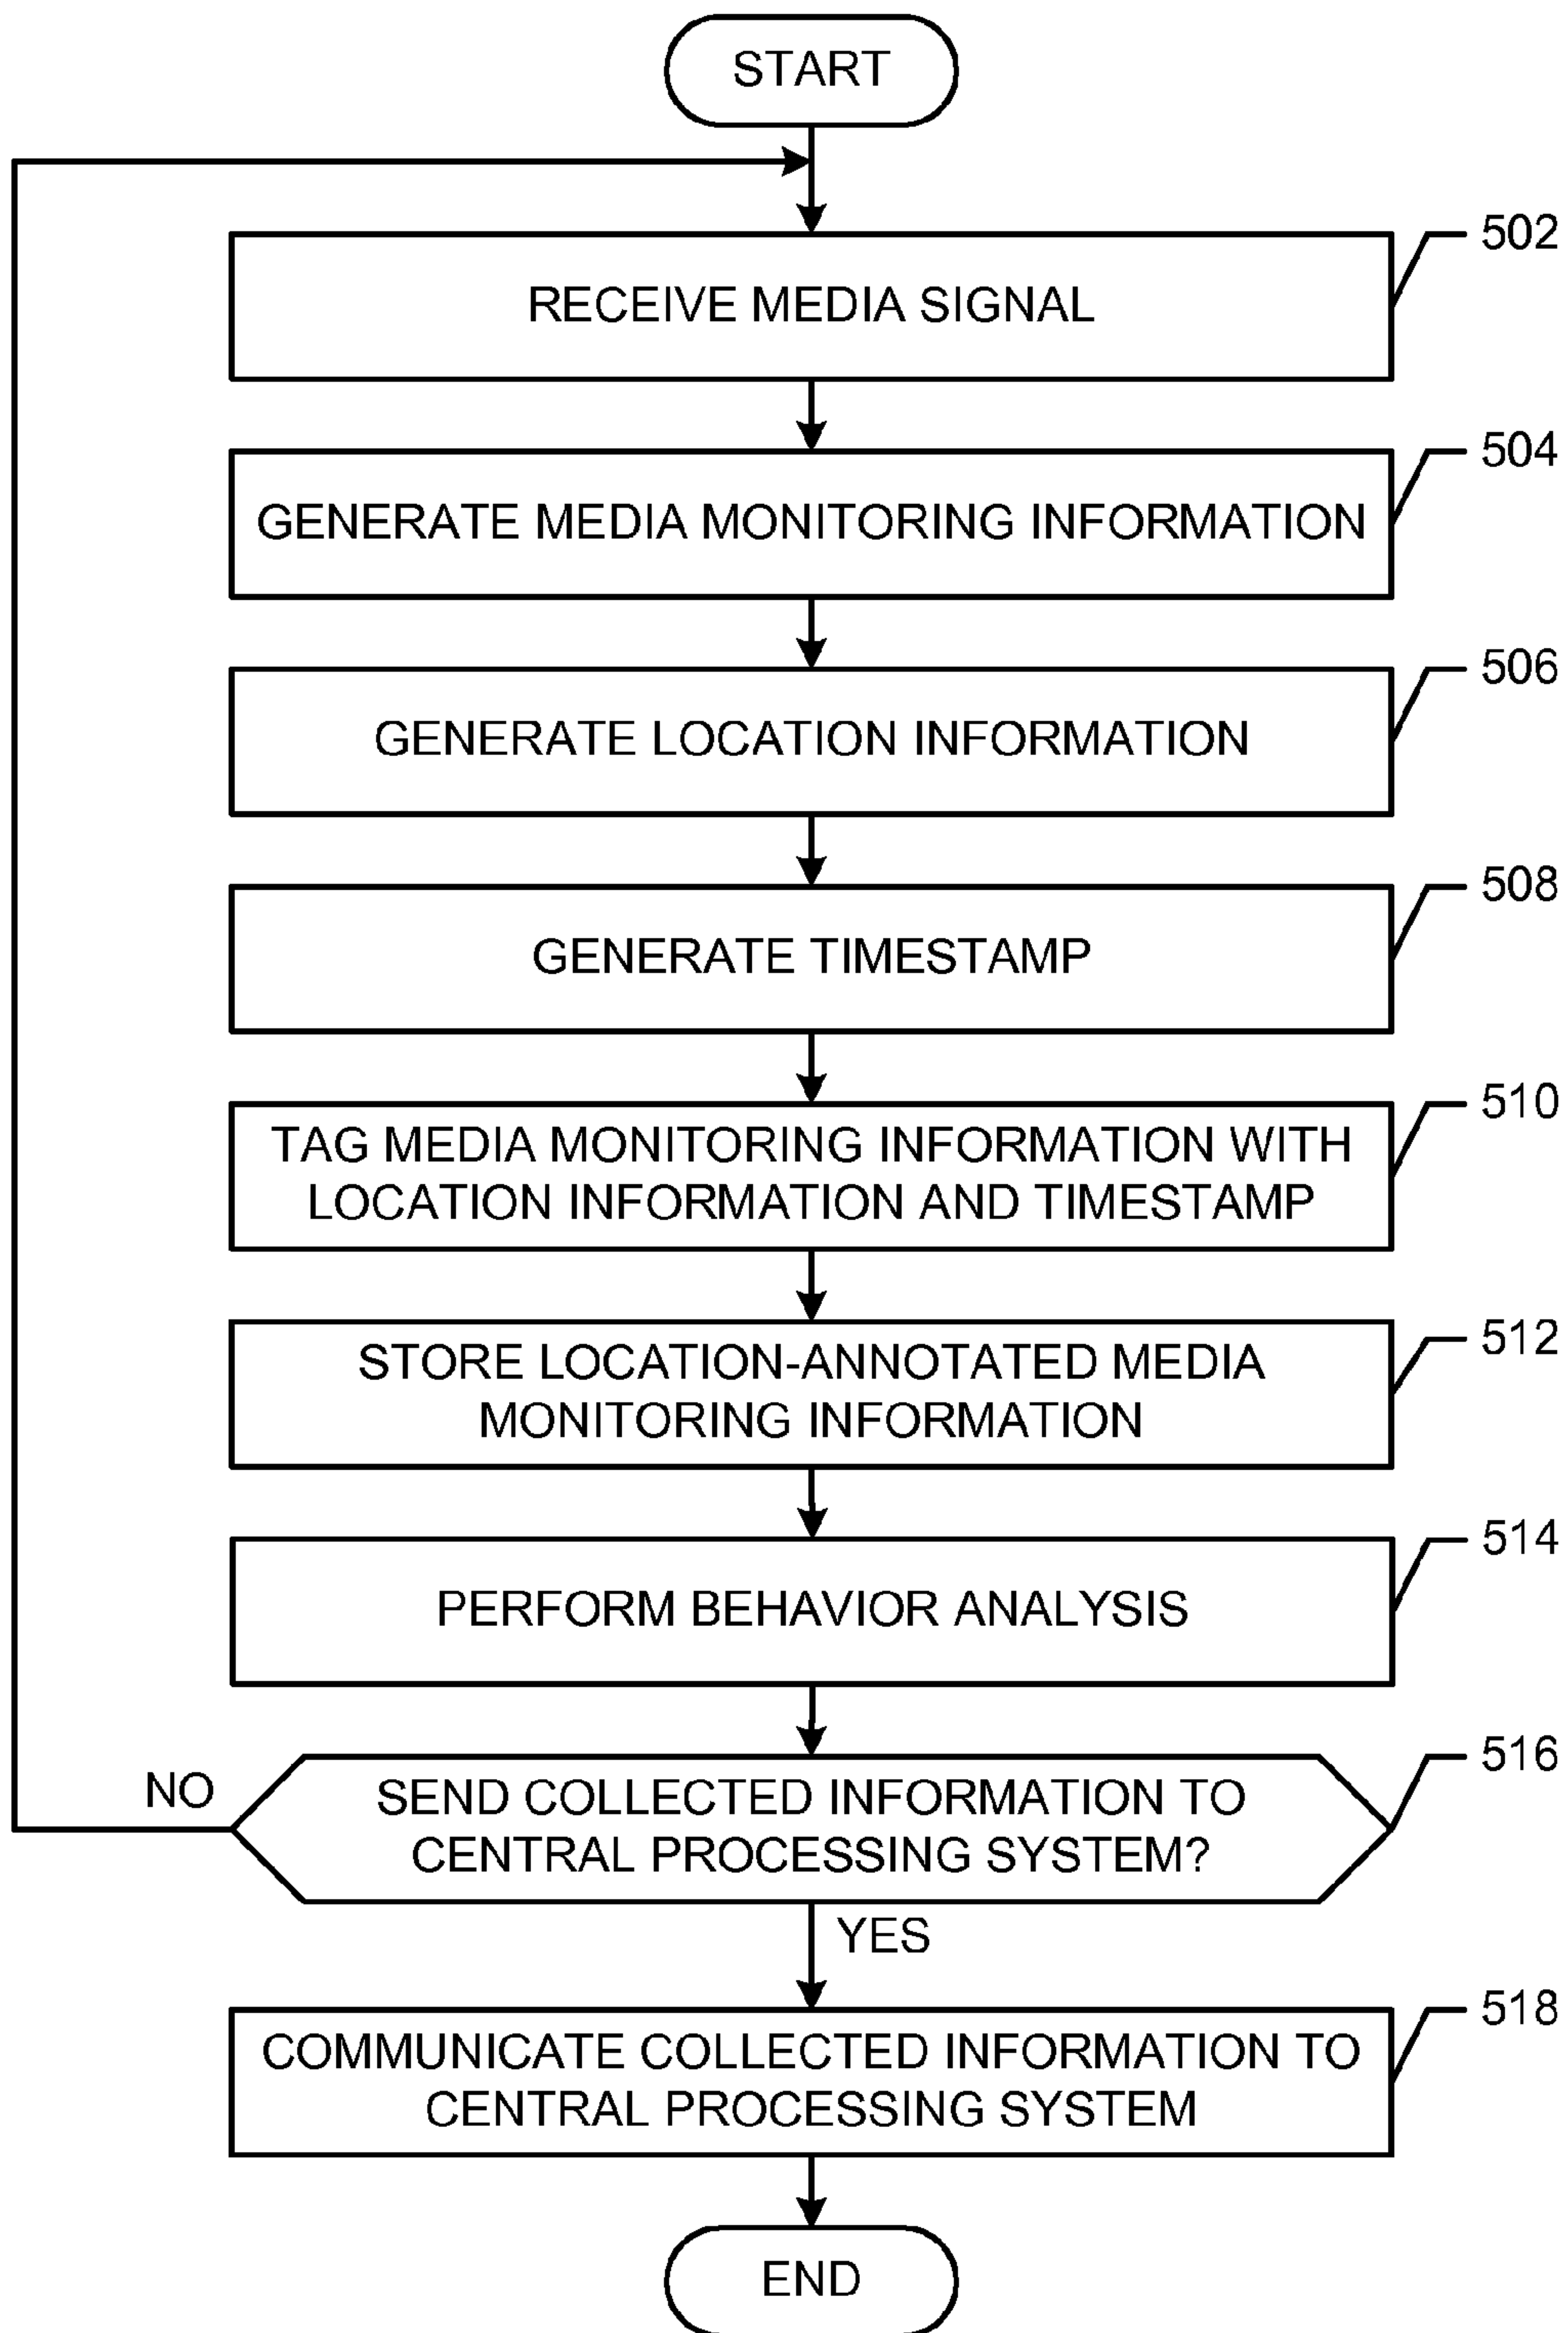 START
502
RECEIVE MEDIA SIGNAL
504
GENERATE MEDIA MONITORING INFORMATION
506
GENERATE LOCATION INFORMATION
508
GENERATE TIMESTAMP
510
TAG MEDIA MONITORING INFORMATION WITH
LOCATION INFORMATION AND TIMESTAMP
512
STORE LOCATION-ANNOTATED MEDIA
MONITORING INFORMATION
514
PERFORM BEHAVIOR ANALYSIS
516
NO
SEND COLLECTED INFORMATION TO
CENTRAL PROCESSING SYSTEM?
YES
518
COMMUNICATE COLLECTED INFORMATION TO
CENTRAL PROCESSING SYSTEM
END